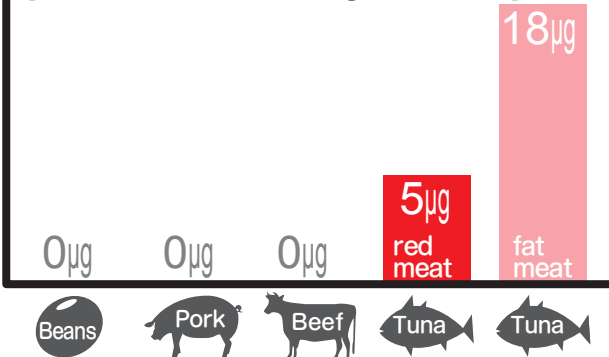 18μg
5μg
0μg 0μg 0μg
red meat
fat meat
Beans Pork Beef Tuna Tuna